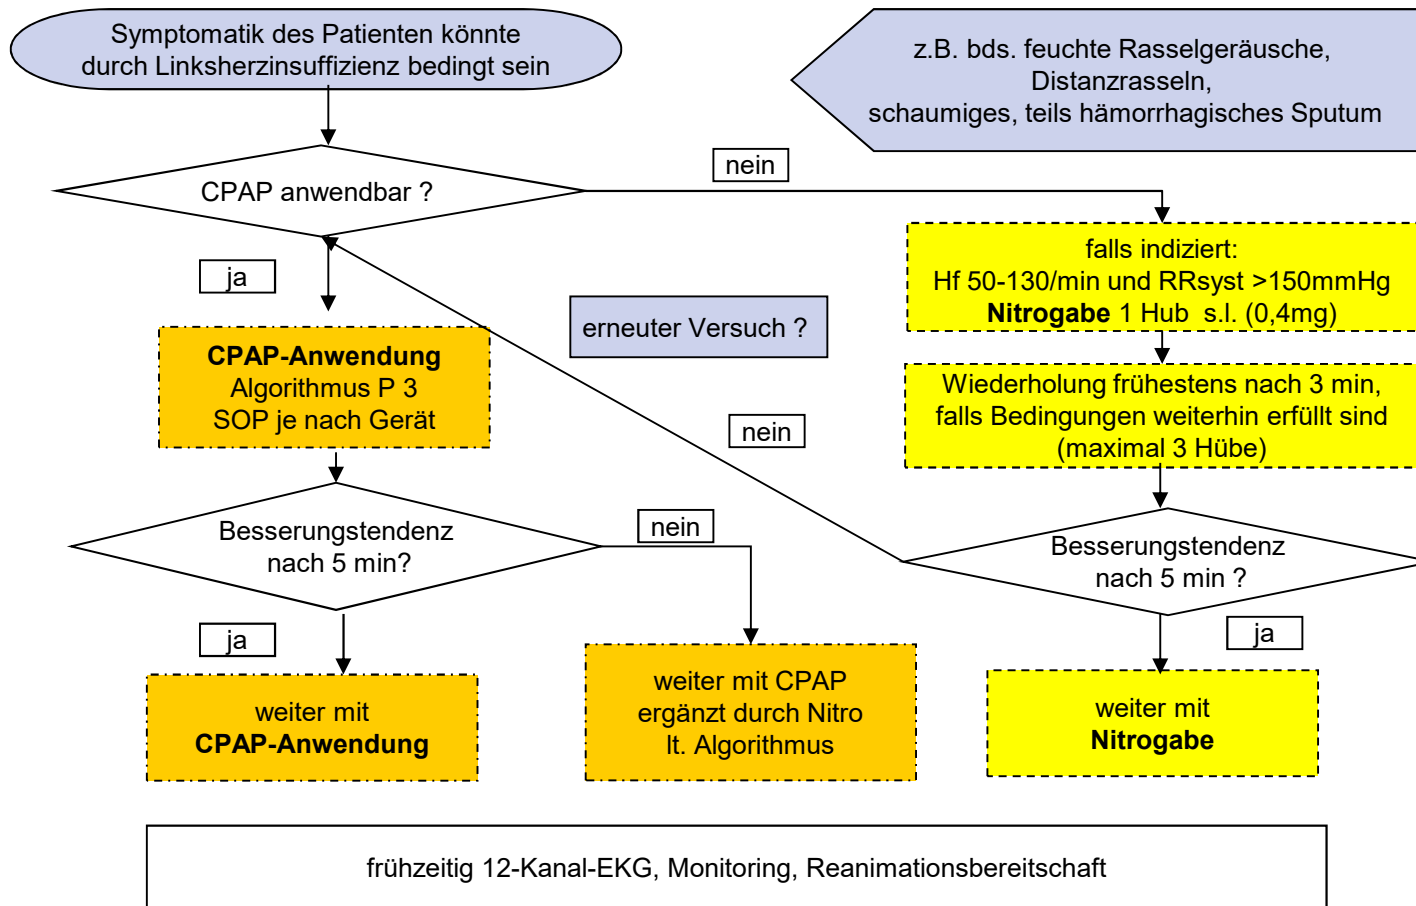 Symptomatik des Patienten könnte
durch Linksherzinsuffizienz bedingt sein
z.B. bds. feuchte Rasselgeräusche,
Distanzrasseln,
schaumiges, teils hämorrhagisches Sputum
CPAP anwendbar ?
nein
ja
falls indiziert:
Hf 50-130/min und RRsyst >150mmHg
Nitrogabe 1 Hub s.l. (0,4mg)
erneuter Versuch ?
CPAP-Anwendung
Algorithmus P 3
SOP je nach Gerät
Wiederholung frühestens nach 3 min,
falls Bedingungen weiterhin erfüllt sind
(maximal 3 Hübe)
nein
Besserungstendenz
nach 5 min?
nein
Besserungstendenz
nach 5 min ?
ja
ja
weiter mit
CPAP-Anwendung
weiter mit CPAP
ergänzt durch Nitro
lt. Algorithmus
weiter mit
Nitrogabe
frühzeitig 12-Kanal-EKG, Monitoring, Reanimationsbereitschaft